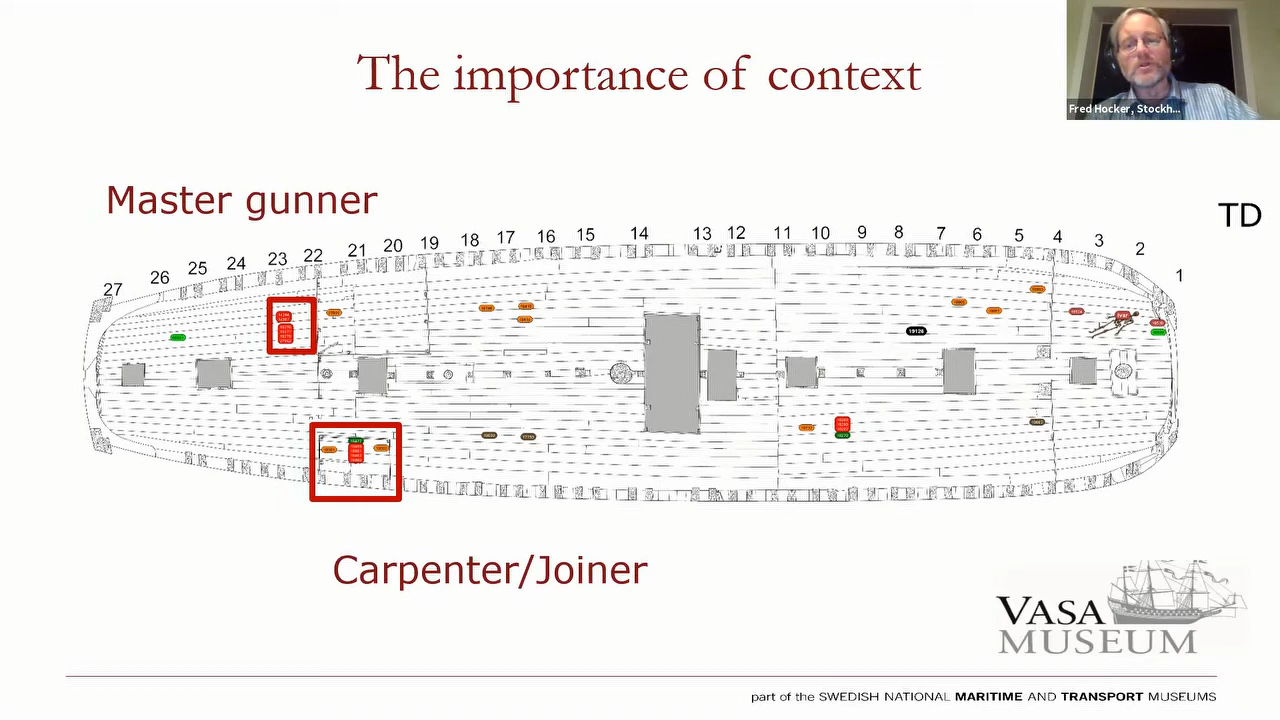 The importance of context
Fred Hocker, Stockh...
Master gunner
TD
27 26 25 24 23 22 21 20 19 18 17 16 15 14 13 12 11 10 9 8 7 6 5 4 3 2 1
19126
Carpenter/Joiner
VASA
MUSEUM
part of the SWEDISH NATIONAL MARITIME AND TRANSPORT MUSEUMS